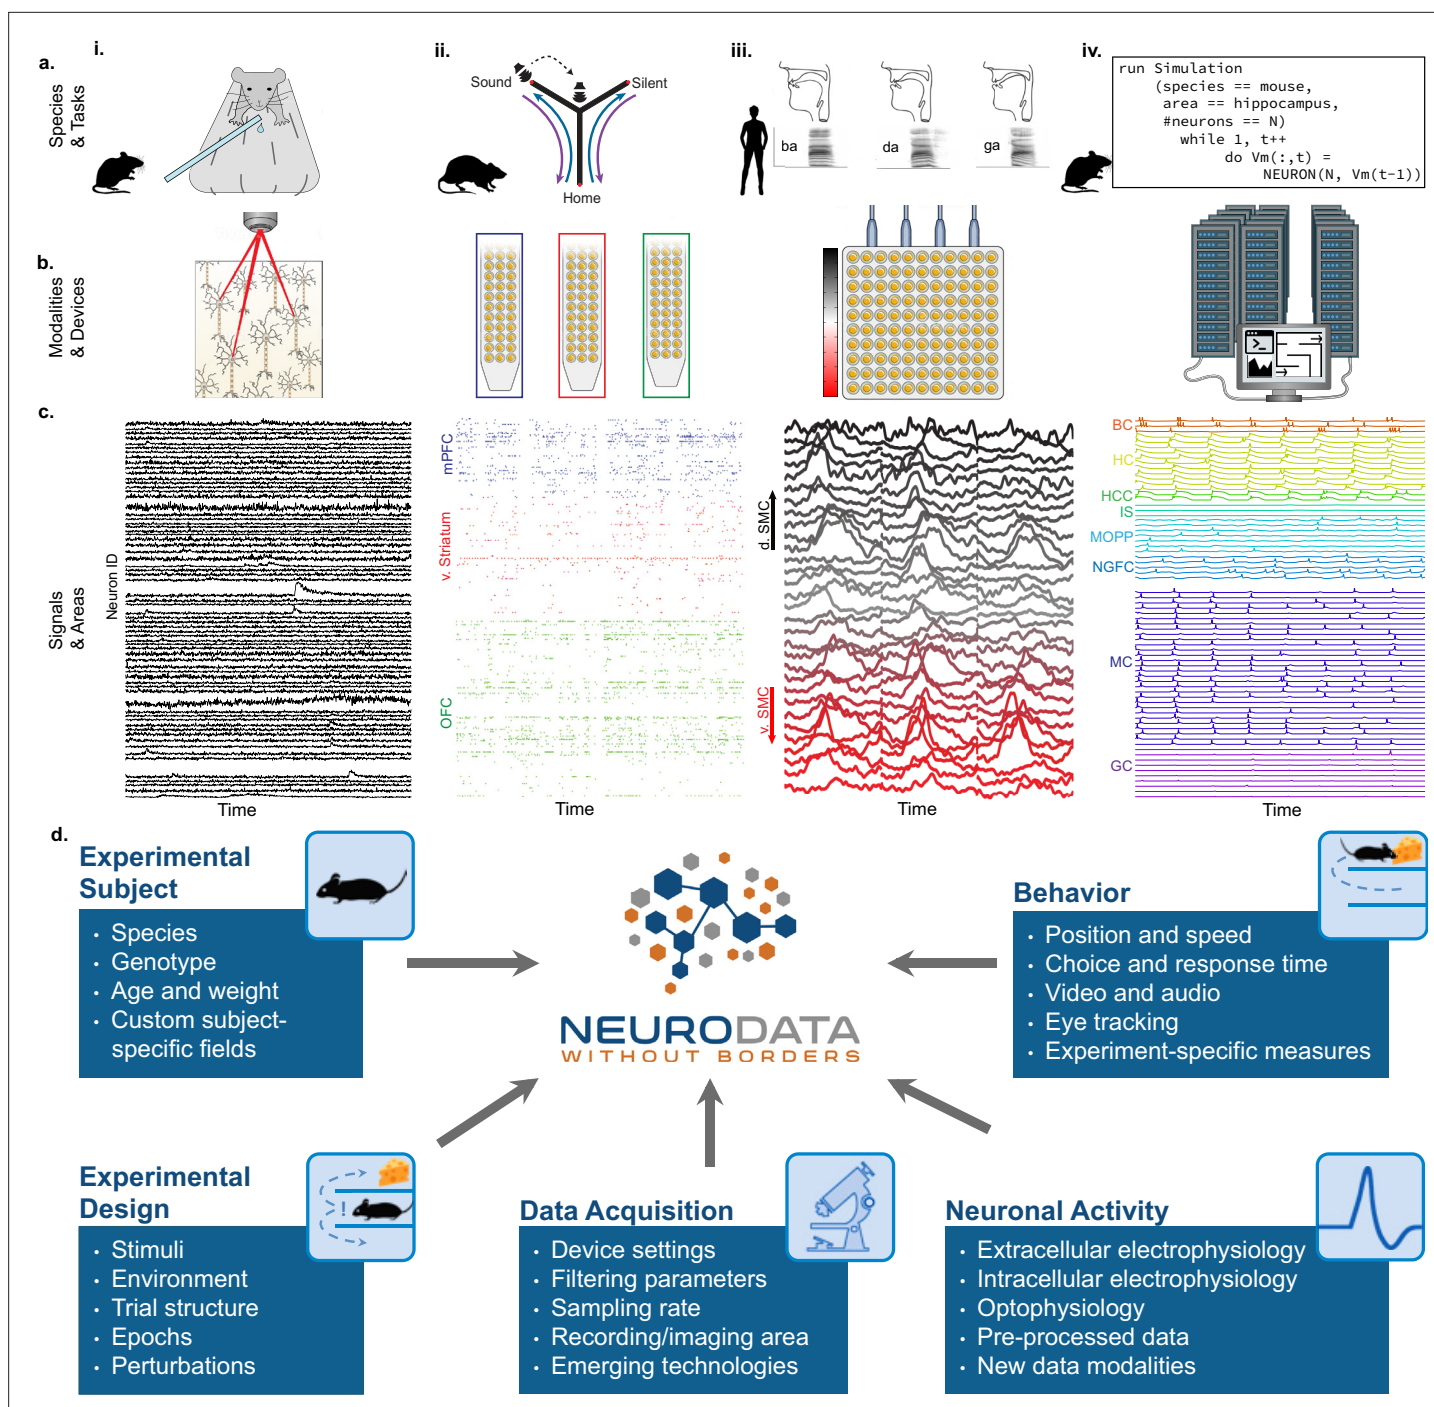 i.
ii.
iii.
iv.
a.
Species
& Tasks
Sound
Silent
Home
ba
da
ga
run Simulation
(species == mouse,
area == hippocampus,
#neurons == N)
while 1, t++
do Vm(:,t) =
NEURON(N, Vm(t-1))
b.
Modalities
& Devices
c.
Signals
& Areas
Neuron ID
Time
mPFC
v. Striatum
OFC
Time
d. SMC
v. SMC
Time
BC
HC
HCC
IS
MOPP
NGFC
MC
GC
Time
d.
Experimental
Subject
• Species
• Genotype
• Age and weight
• Custom subject-
specific fields
NEURODATA
WITHOUT BORDERS
Behavior
• Position and speed
• Choice and response time
• Video and audio
• Eye tracking
• Experiment-specific measures
Experimental
Design
!
• Stimuli
• Environment
• Trial structure
• Epochs
• Perturbations
Data Acquisition
• Device settings
• Filtering parameters
• Sampling rate
• Recording/imaging area
• Emerging technologies
Neuronal Activity
• Extracellular electrophysiology
• Intracellular electrophysiology
• Optophysiology
• Pre-processed data
• New data modalities